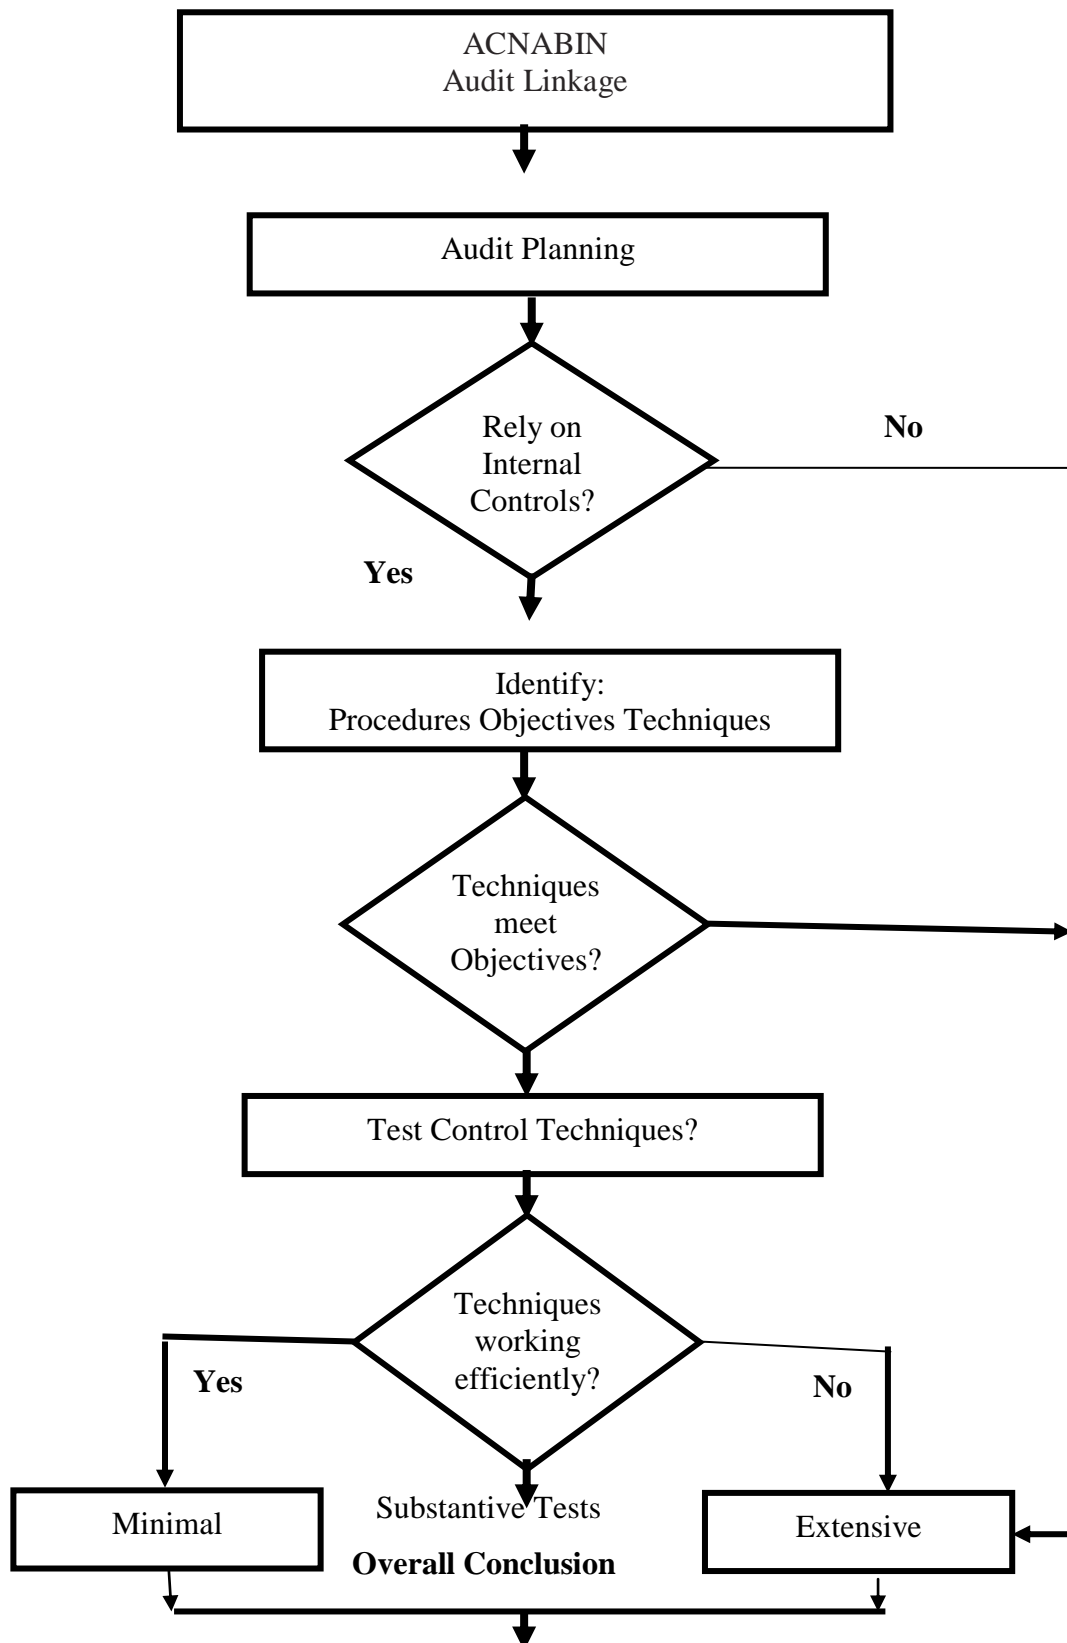 ACNABIN
Audit Linkage
Audit Planning
Rely on
Internal
Controls?
No
Yes
Identify:
Procedures Objectives Techniques
Techniques
meet
Objectives?
Test Control Techniques?
Techniques
working
efficiently?
Yes
No
Minimal
Substantive Tests
Extensive
Overall Conclusion